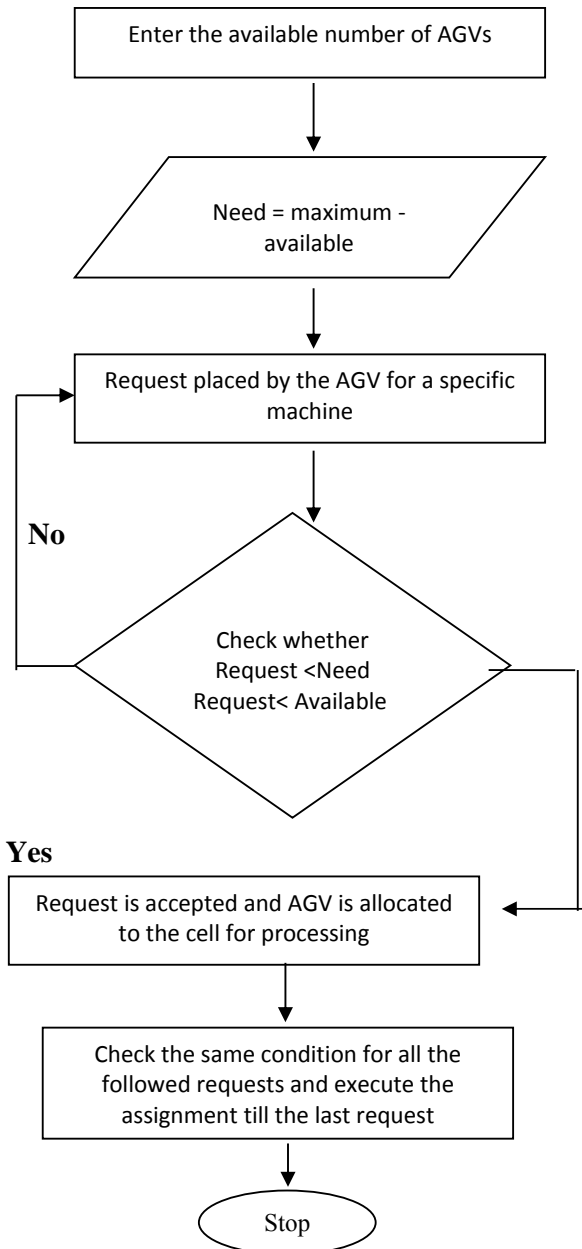 Enter the available number of AGVs
Need = maximum -
available
Request placed by the AGV for a specific
machine
No
Check whether
Request <Need
Request< Available
Yes
Request is accepted and AGV is allocated
to the cell for processing
Check the same condition for all the
followed requests and execute the
assignment till the last request
Stop